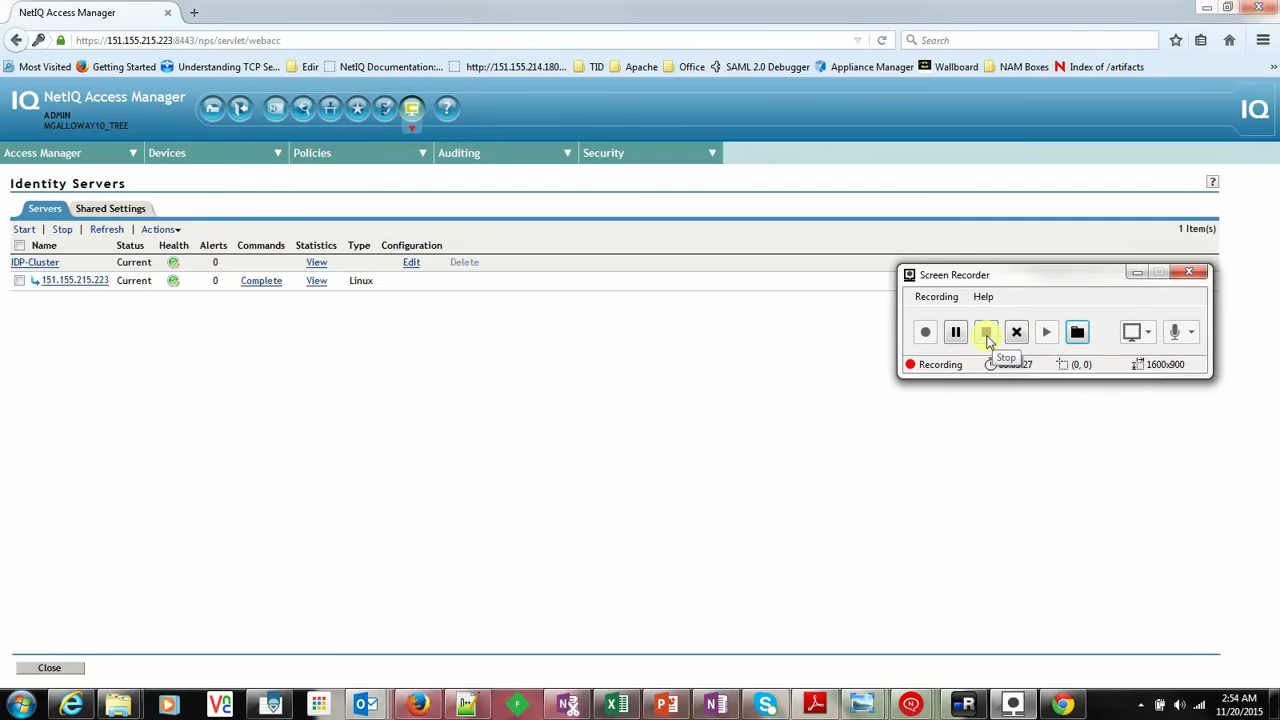 NetIQ Access Manager
https://151.155.215.223:8443/nps/servlet/webacc
Search
Most Visited
Getting Started
Understanding TCP Se...
Edir
NetIQ Documentation:...
http://151.155.214.180...
TID
Apache
Office
SAML 2.0 Debugger
Appliance Manager
Wallboard
NAM Boxes
Index of /artifacts
»
IQ NetIQ Access Manager
ADMIN
MGALLOWAY10_TREE
IQ
Access Manager
Devices
Policies
Auditing
Security
Identity Servers
?
Servers
Shared Settings
Start | Stop | Refresh | Actions
1 Item(s)
Name Status Health Alerts Commands Statistics Type Configuration
IDP-Cluster Current 0 View Edit Delete
151.155.215.223 Current 0 Complete View Linux
Screen Recorder
Recording Help
Stop
Recording
(0, 0)
1600x900
Close
2:54 AM
11/20/2015